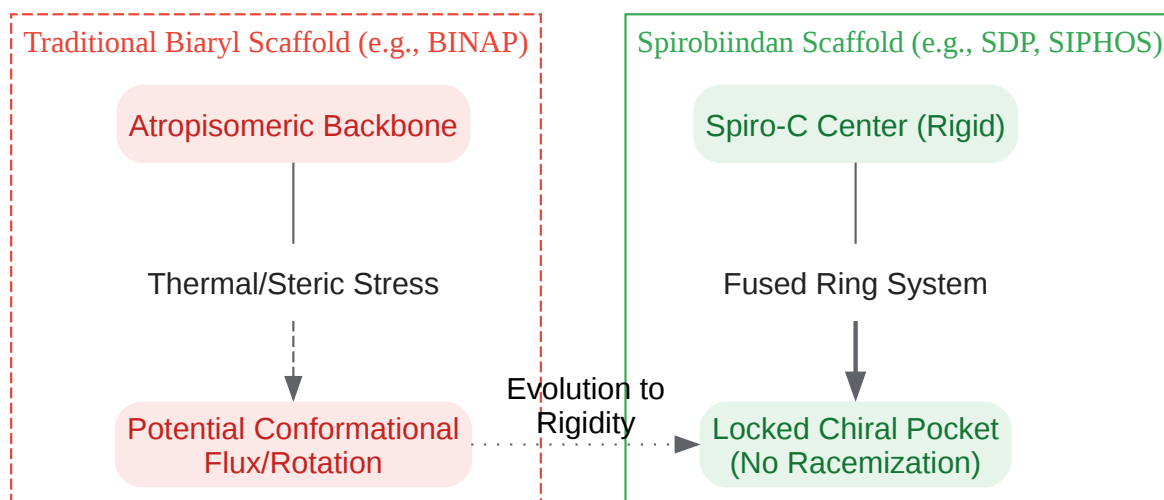 Traditional Biaryl Scaffold (e.g., BINAP)
Atropisomeric Backbone
Thermal/Steric Stress
Potential Conformational
Flux/Rotation
Evolution to
Rigidity
Spirobiindan Scaffold (e.g., SDP, SIPHOS)
Spiro-C Center (Rigid)
Fused Ring System
Locked Chiral Pocket
(No Racemization)